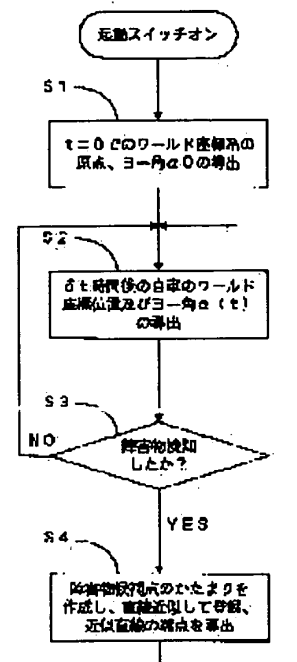 起動スイッチオン
S1
t=0でのワールド座標系の
原点、ヨー角α0の導出
S2
δt時間後の自車のワールド
座標位置及びヨー角α(t)
の導出
S3
障害物検知
したか?
NO
YES
S4
障害物候補点のかたまりを
作成し、直線近似して登録、
近似直線の端点を導出